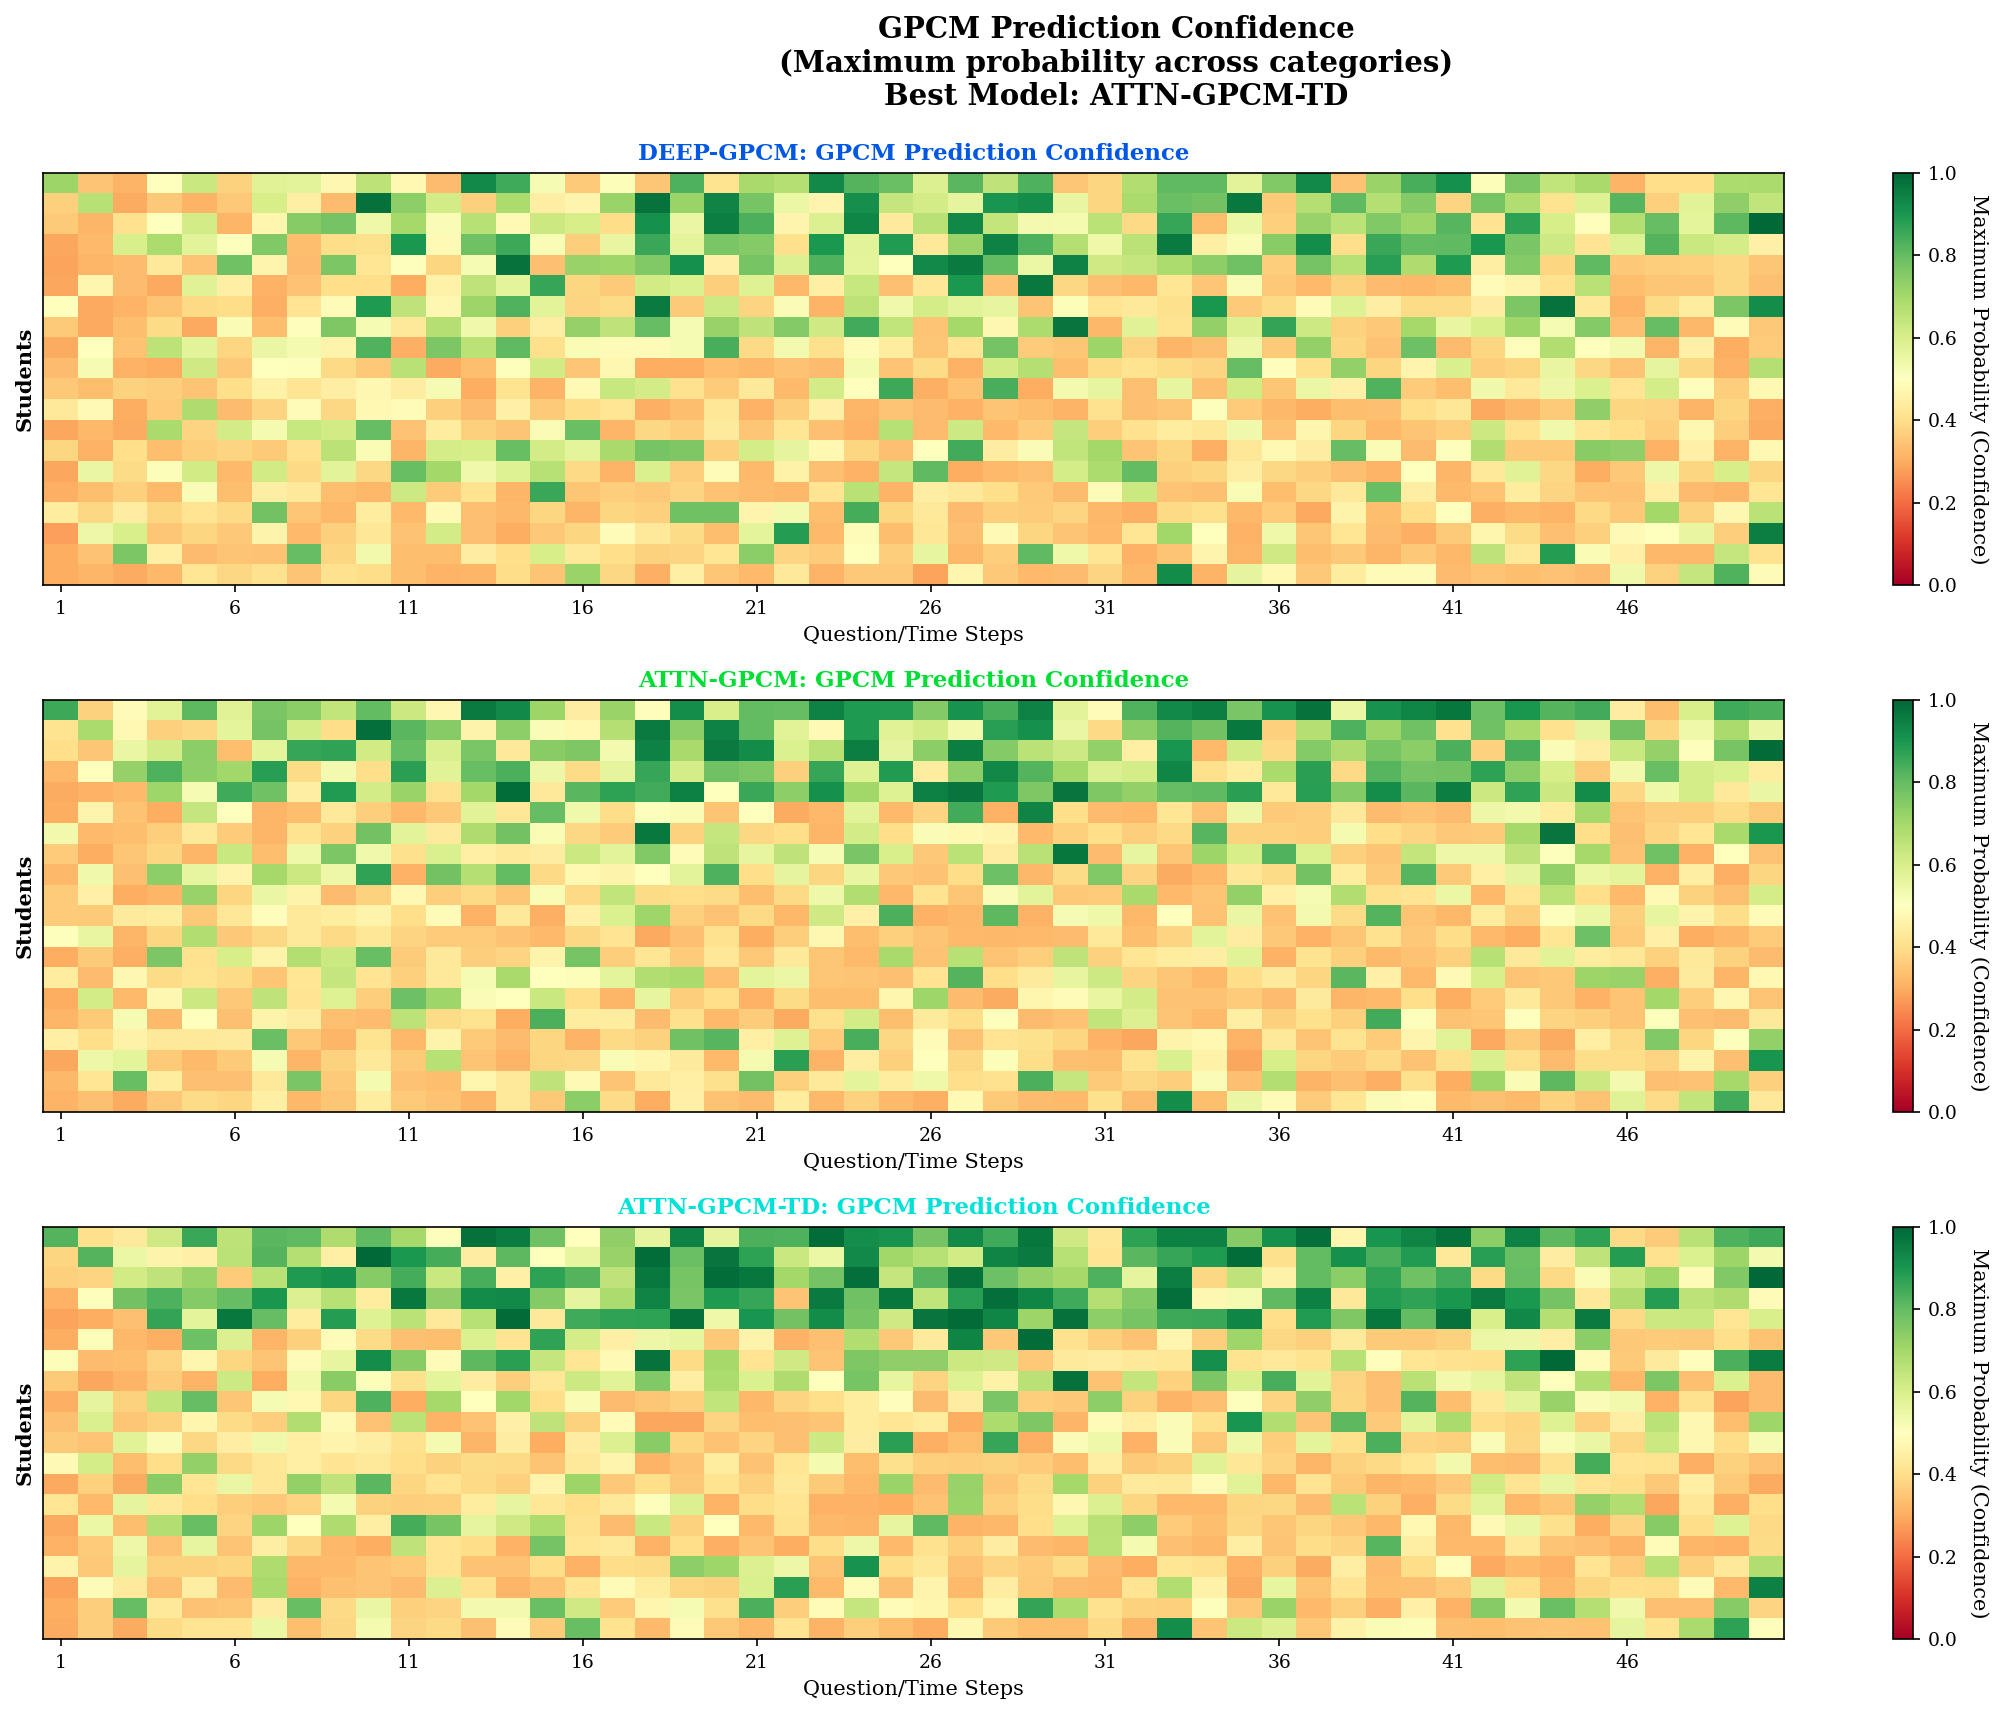 GPCM Prediction Confidence
(Maximum probability across categories)
Best Model: ATTN-GPCM-TD
DEEP-GPCM: GPCM Prediction Confidence
Students
1 6 11 16 21 26 31 36 41 46
Question/Time Steps
1.0
0.8
0.6
0.4
0.2
0.0
Maximum Probability (Confidence)
ATTN-GPCM: GPCM Prediction Confidence
Students
1 6 11 16 21 26 31 36 41 46
Question/Time Steps
1.0
0.8
0.6
0.4
0.2
0.0
Maximum Probability (Confidence)
ATTN-GPCM-TD: GPCM Prediction Confidence
Students
1 6 11 16 21 26 31 36 41 46
Question/Time Steps
1.0
0.8
0.6
0.4
0.2
0.0
Maximum Probability (Confidence)